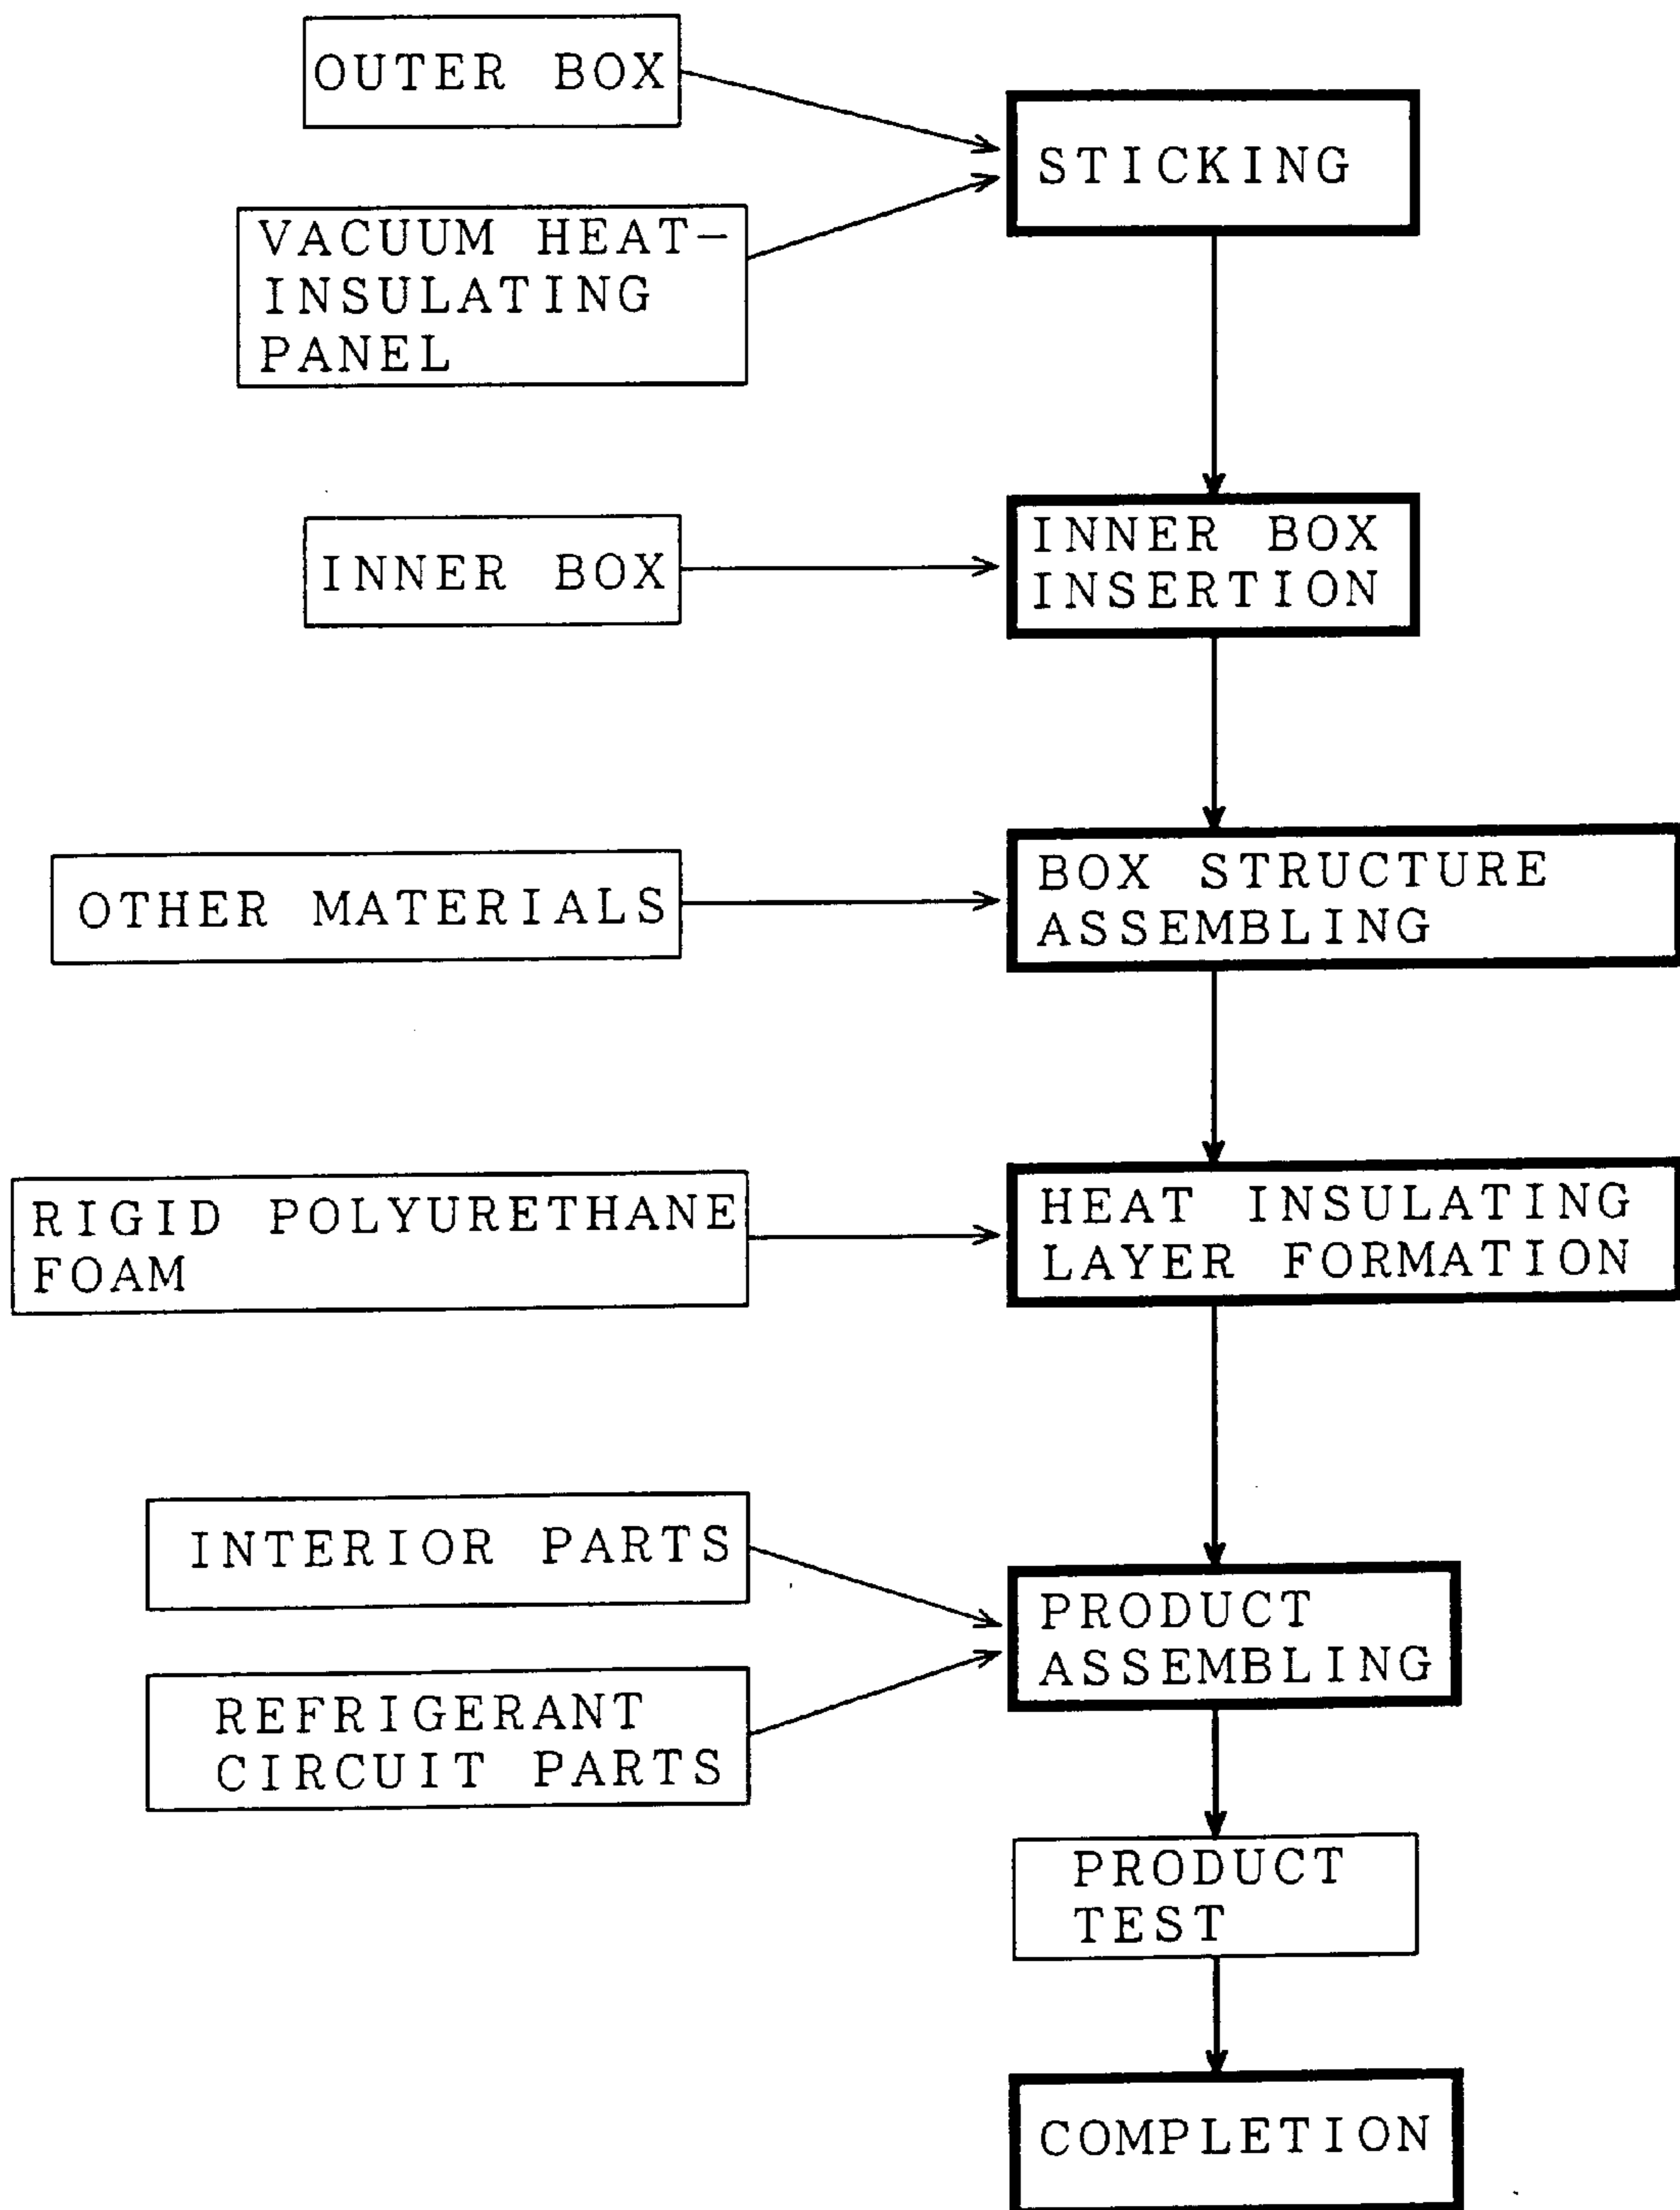 OUTER BOX
STICKING
VACUUM HEAT-
INSULATING
PANEL
INNER BOX
INNER BOX
INSERTION
OTHER MATERIALS
BOX STRUCTURE
ASSEMBLING
RIGID POLYURETHANE
FOAM
HEAT INSULATING
LAYER FORMATION
INTERIOR PARTS
REFRIGERANT
CIRCUIT PARTS
PRODUCT
ASSEMBLING
PRODUCT
TEST
COMPLETION